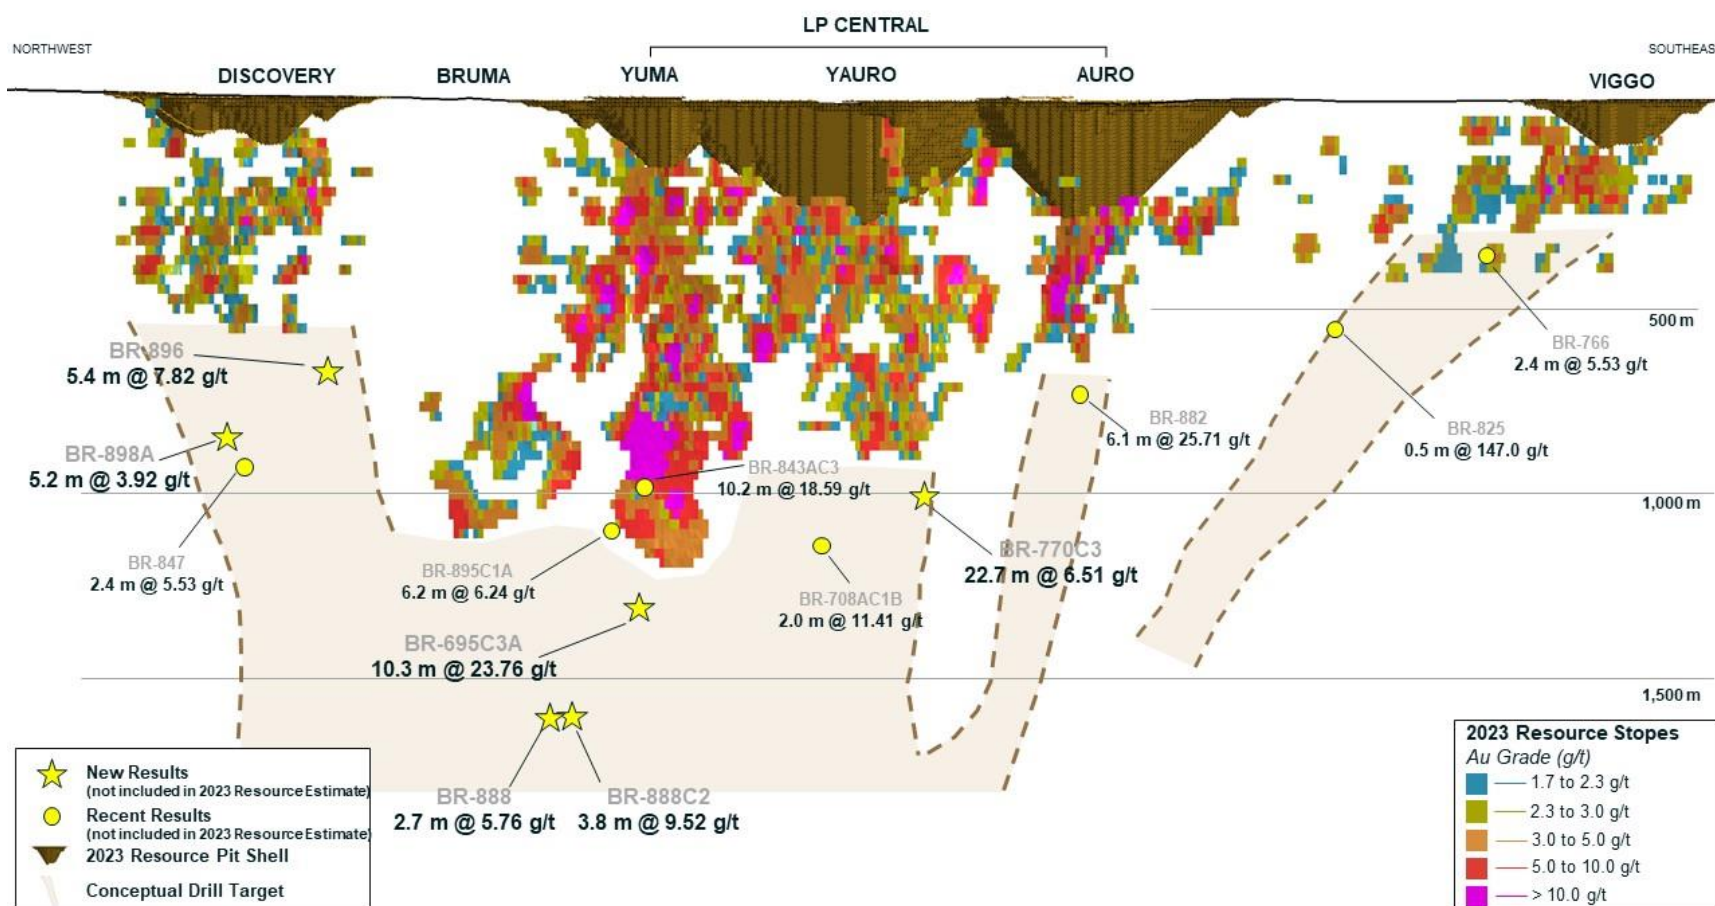 LP CENTRAL
NORTHWEST
SOUTHEAS
DISCOVERY
BRUMA
YUMA
YAURO
AURO
VIGGO
500 m
BR-896
5.4 m @ 7.82 g/t
BR-766
2.4 m @ 5.53 g/t
BR-882
6.1 m @ 25.71 g/t
BR-825
0.5 m @ 147.0 g/t
BR-898A
5.2 m @ 3.92 g/t
BR-843AC3
10.2 m @ 18.59 g/t
1,000 m
BR-847
2.4 m @ 5.53 g/t
BR-895C1A
6.2 m @ 6.24 g/t
BR-770C3
22.7 m @ 6.51 g/t
BR-708AC1B
2.0 m @ 11.41 g/t
BR-695C3A
10.3 m @ 23.76 g/t
1,500 m
BR-888
2.7 m @ 5.76 g/t
BR-888C2
3.8 m @ 9.52 g/t
New Results
(not included in 2023 Resource Estimate)
Recent Results
(not included in 2023 Resource Estimate)
2023 Resource Pit Shell
Conceptual Drill Target
2023 Resource Stopes
Au Grade (g/t)
1.7 to 2.3 g/t
2.3 to 3.0 g/t
3.0 to 5.0 g/t
5.0 to 10.0 g/t
> 10.0 g/t